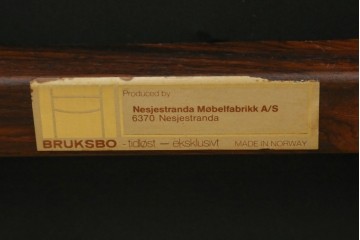 Produced by
Nesjestranda Møbelfabrikk A/S
6370 Nesjestranda
BRUKSBO - tidløst — eksklusivt MADE IN NORWAY